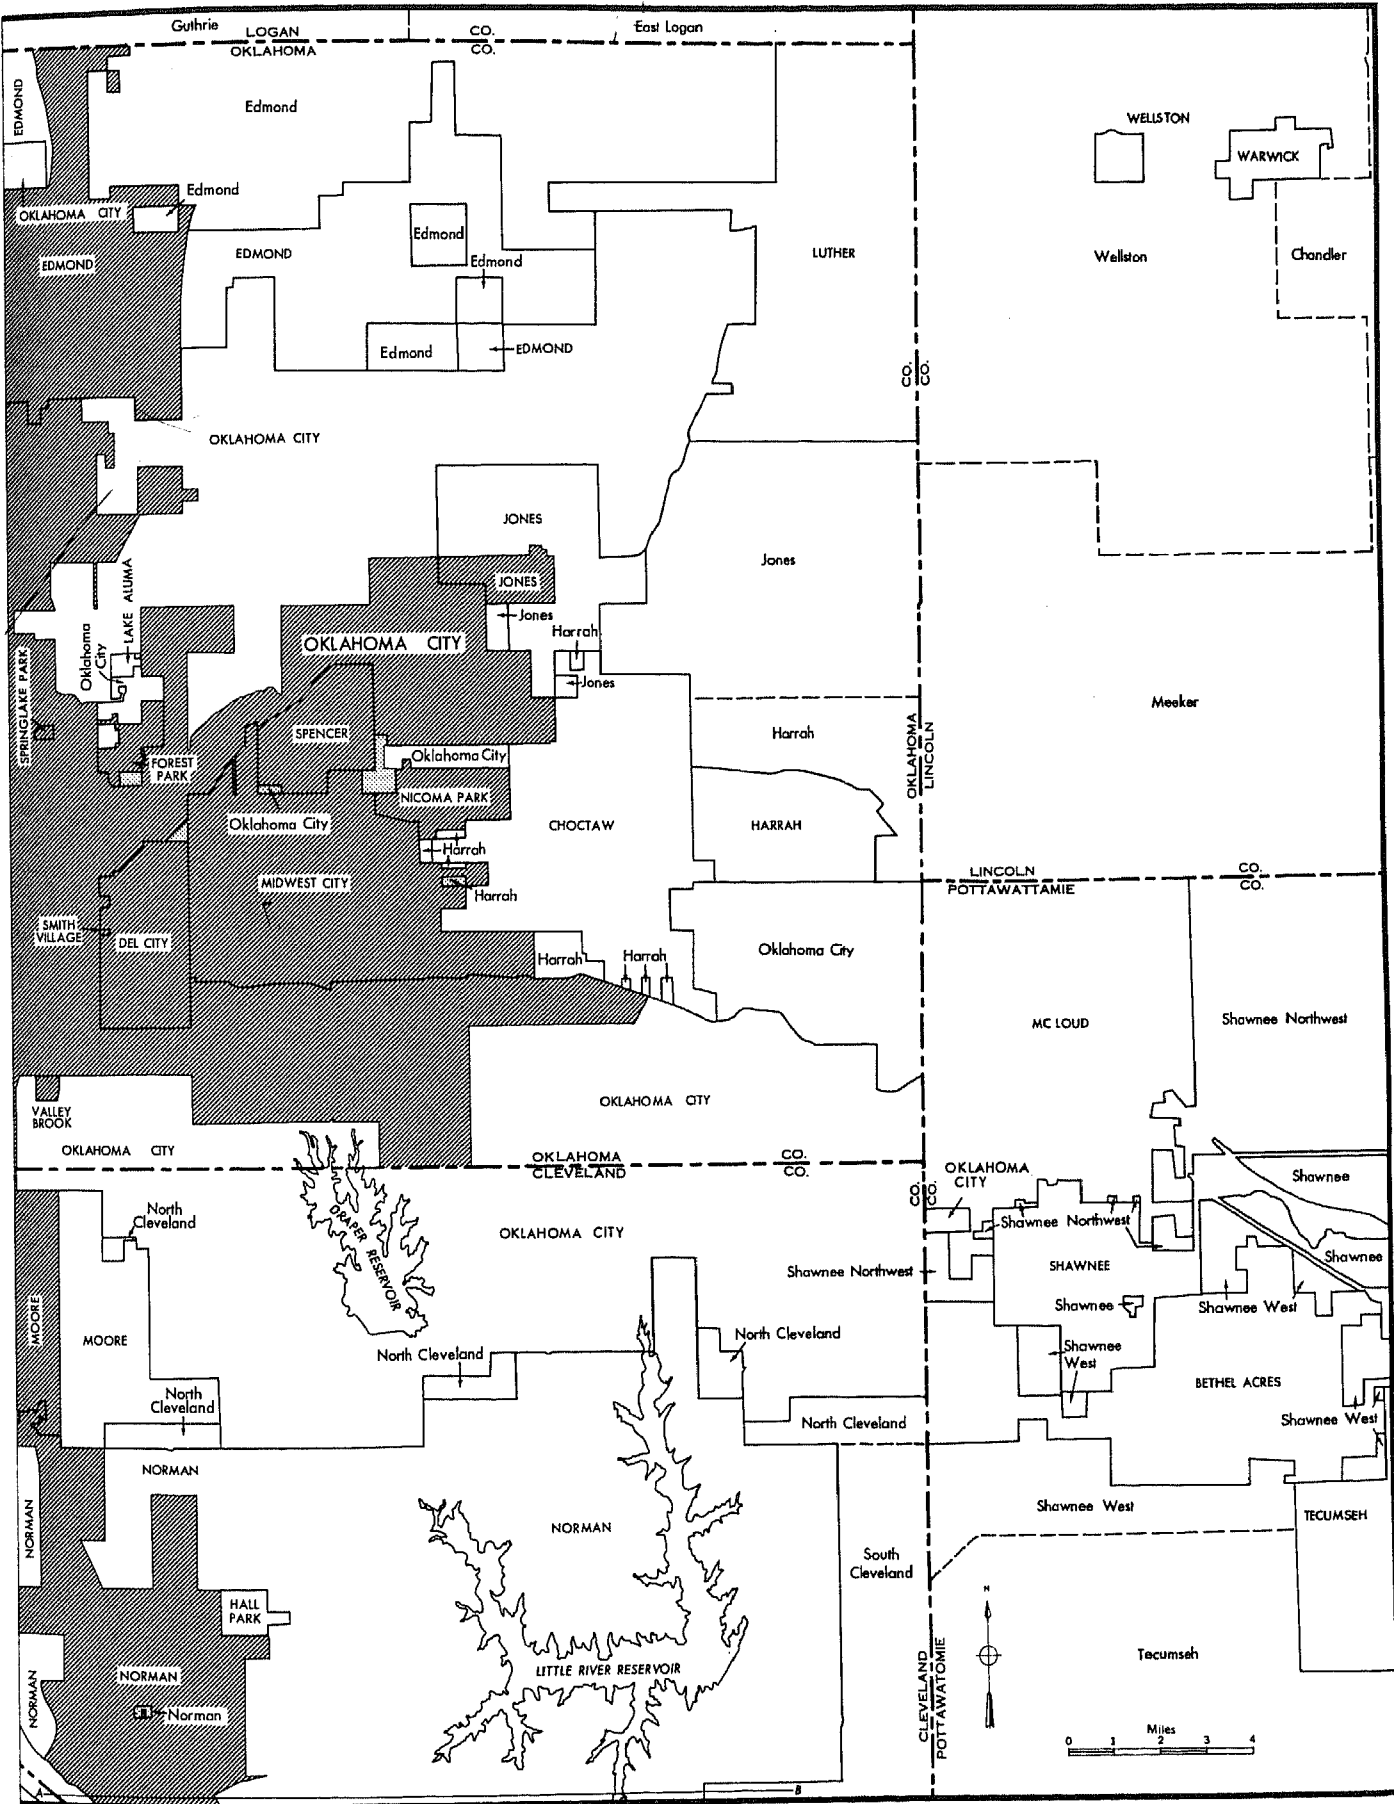 Guthrie
LOGAN CO.
East Logan
OKLAHOMA CO.
EDMOND
Edmond
WELLSTON
WARWICK
Edmond
OKLAHOMA CITY
EDMOND
EDMOND
Edmond
Edmond
LUTHER
Wellston
Chandler
Edmond
EDMOND
CO.
CO.
OKLAHOMA CITY
JONES
Jones
JONES
LAKE ALUMA
Jones
OKLAHOMA CITY
Harrah
Oklahoma
City
SPRINGLAKE PARK
Jones
Meeker
SPENCER
Harrah
OKLAHOMA
LINCOLN
Oklahoma City
FOREST
PARK
NICOMA PARK
Oklahoma City
CHOCTAW
HARRAH
Harrah
LINCOLN CO.
POTTAWATTAMIE CO.
MIDWEST CITY
Harrah
SMITH
VILLAGE
DEL CITY
Harrah
Harrah
Oklahoma City
MC LOUD
Shawnee Northwest
VALLEY
BROOK
OKLAHOMA CITY
OKLAHOMA CITY
OKLAHOMA CO.
CLEVELAND CO.
OKLAHOMA
CITY
CO.
CO.
Shawnee
North
Cleveland
DRAPER RESERVOIR
OKLAHOMA CITY
Shawnee Northwest
Shawnee
Shawnee Northwest
SHAWNEE
MOORE
MOORE
Shawnee
Shawnee West
North Cleveland
North Cleveland
Shawnee
West
BETHEL ACRES
North
Cleveland
North Cleveland
Shawnee West
NORMAN
NORMAN
NORMAN
Shawnee West
TECUMSEH
South
Cleveland
HALL
PARK
N
CLEVELAND
POTTAWATOMIE
Tecumseh
NORMAN
LITTLE RIVER RESERVOIR
NORMAN
Norman
Miles
0 1 2 3 4
A
B